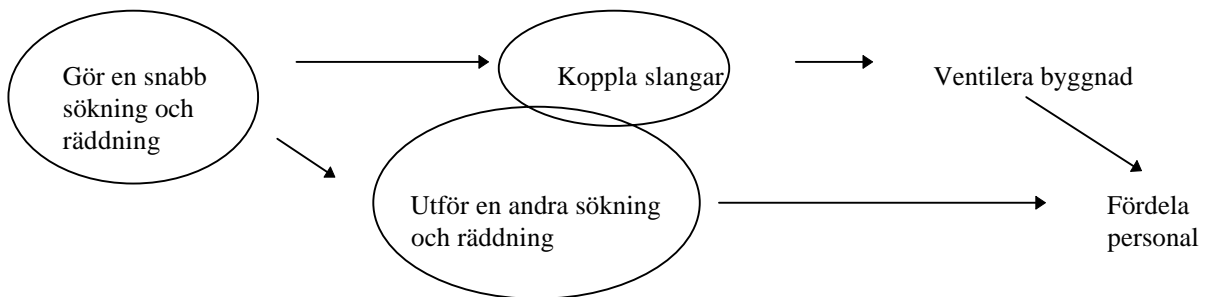 Gör en snabb
sökning och
räddning
Koppla slangar
Ventilera byggnad
Utför en andra sökning
och räddning
Fördela
personal